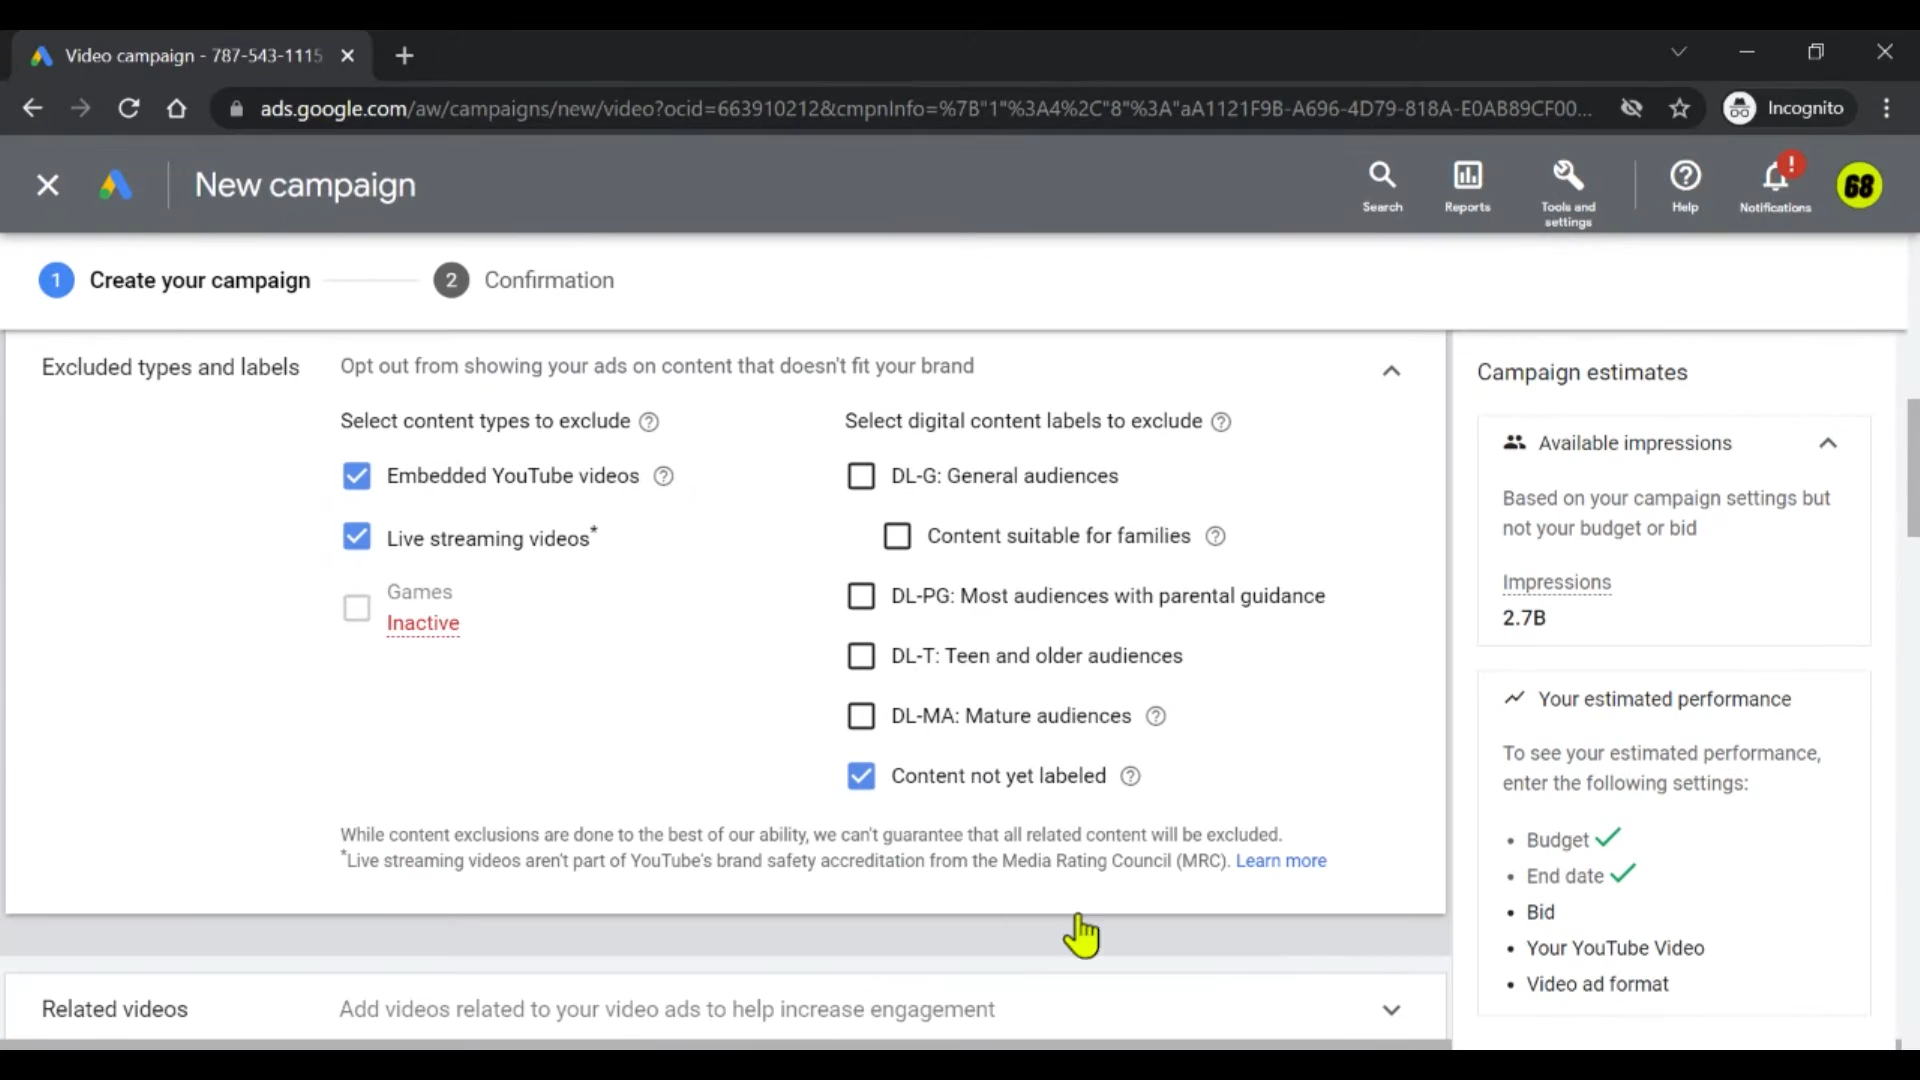 Video campaign - 787-543-1115
ads.google.com/aw/campaigns/new/video?ocid=663910212&cmpnInfo=%7B"1"%3A4%2C"8"%3A"aA1121F9B-A696-4D79-818A-E0AB89CF00...
Incognito
New campaign
Search
Reports
Tools and
settings
Help
!
Notifications
68
1 Create your campaign
2 Confirmation
Excluded types and labels
Opt out from showing your ads on content that doesn't fit your brand
Select content types to exclude
Embedded YouTube videos
Live streaming videos*
Games
Inactive
Select digital content labels to exclude
DL-G: General audiences
Content suitable for families
DL-PG: Most audiences with parental guidance
DL-T: Teen and older audiences
DL-MA: Mature audiences
Content not yet labeled
While content exclusions are done to the best of our ability, we can't guarantee that all related content will be excluded.
*Live streaming videos aren't part of YouTube's brand safety accreditation from the Media Rating Council (MRC). Learn more
Related videos
Add videos related to your video ads to help increase engagement
Campaign estimates
Available impressions
Based on your campaign settings but
not your budget or bid
Impressions
2.7B
Your estimated performance
To see your estimated performance,
enter the following settings:
• Budget
• End date
• Bid
• Your YouTube Video
• Video ad format